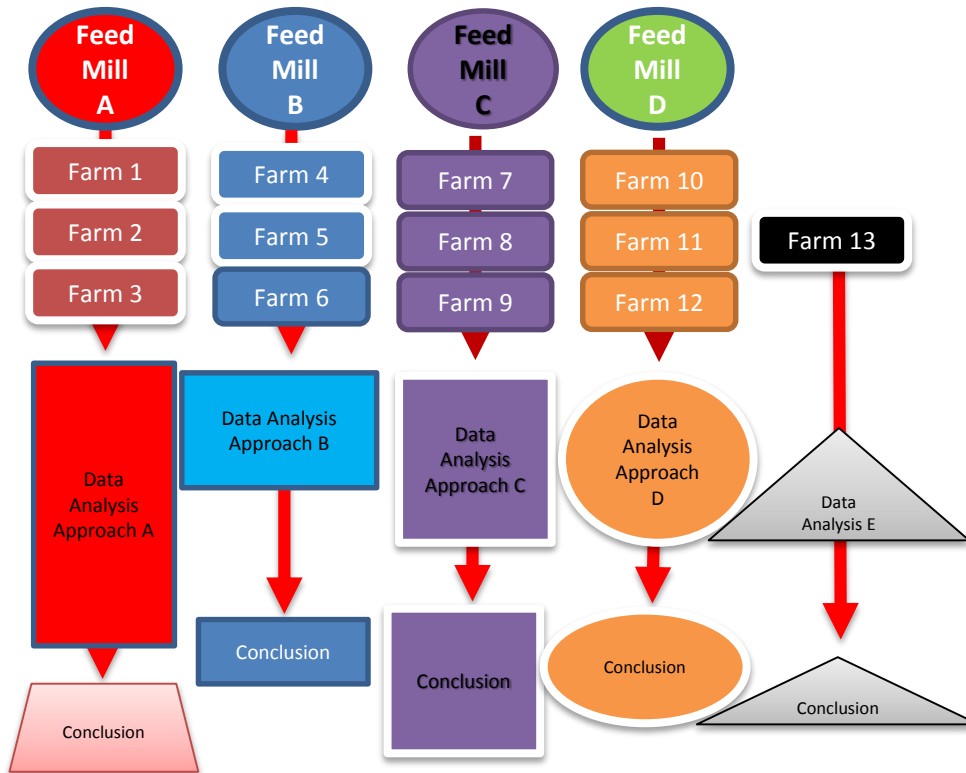 Feed
Mill
A
Farm 1
Farm 2
Farm 3
Data
Analysis
Approach A
Conclusion
Feed
Mill
B
Farm 4
Farm 5
Farm 6
Data Analysis
Approach B
Conclusion
Feed
Mill
C
Farm 7
Farm 8
Farm 9
Data
Analysis
Approach C
Conclusion
Feed
Mill
D
Farm 10
Farm 11
Farm 12
Data
Analysis
Approach
D
Conclusion
Farm 13
Data
Analysis E
Conclusion